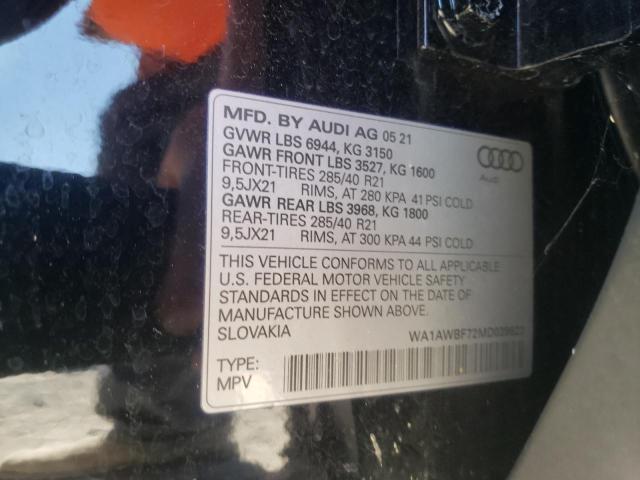 MFD. BY AUDI AG 05 21
GVWR LBS 6944, KG 3150
GAWR FRONT LBS 3527, KG 1600
FRONT-TIRES 285/40 R21
9,5JX21 RIMS, AT 280 KPA 41 PSI COLD
GAWR REAR LBS 3968, KG 1800
REAR-TIRES 285/40 R21
9,5JX21 RIMS, AT 300 KPA 44 PSI COLD
Audi
THIS VEHICLE CONFORMS TO ALL APPLICABLE
U.S. FEDERAL MOTOR VEHICLE SAFETY
STANDARDS IN EFFECT ON THE DATE OF
MANUFACTURE SHOWN ABOVE.
SLOVAKIA
TYPE:
MPV